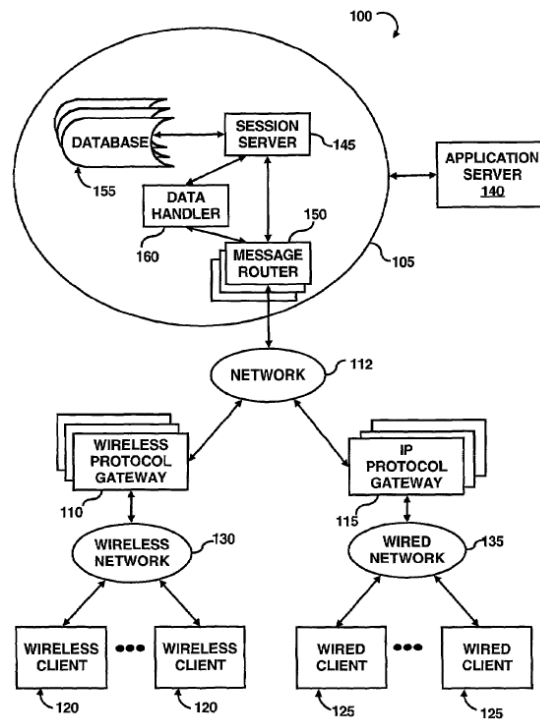 100
DATABASE
155
SESSION
SERVER
145
APPLICATION
SERVER
140
DATA
HANDLER
160
150
MESSAGE
ROUTER
105
NETWORK
112
WIRELESS
PROTOCOL
GATEWAY
110
IP
PROTOCOL
GATEWAY
115
WIRELESS
NETWORK
130
WIRED
NETWORK
135
WIRELESS
CLIENT
120
WIRELESS
CLIENT
120
WIRED
CLIENT
125
WIRED
CLIENT
125